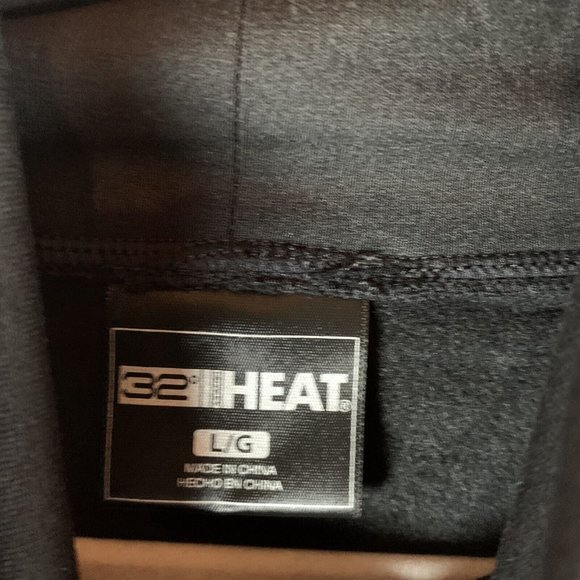 32° HEAT®
L/G
MADE IN CHINA
HECHO EN CHINA